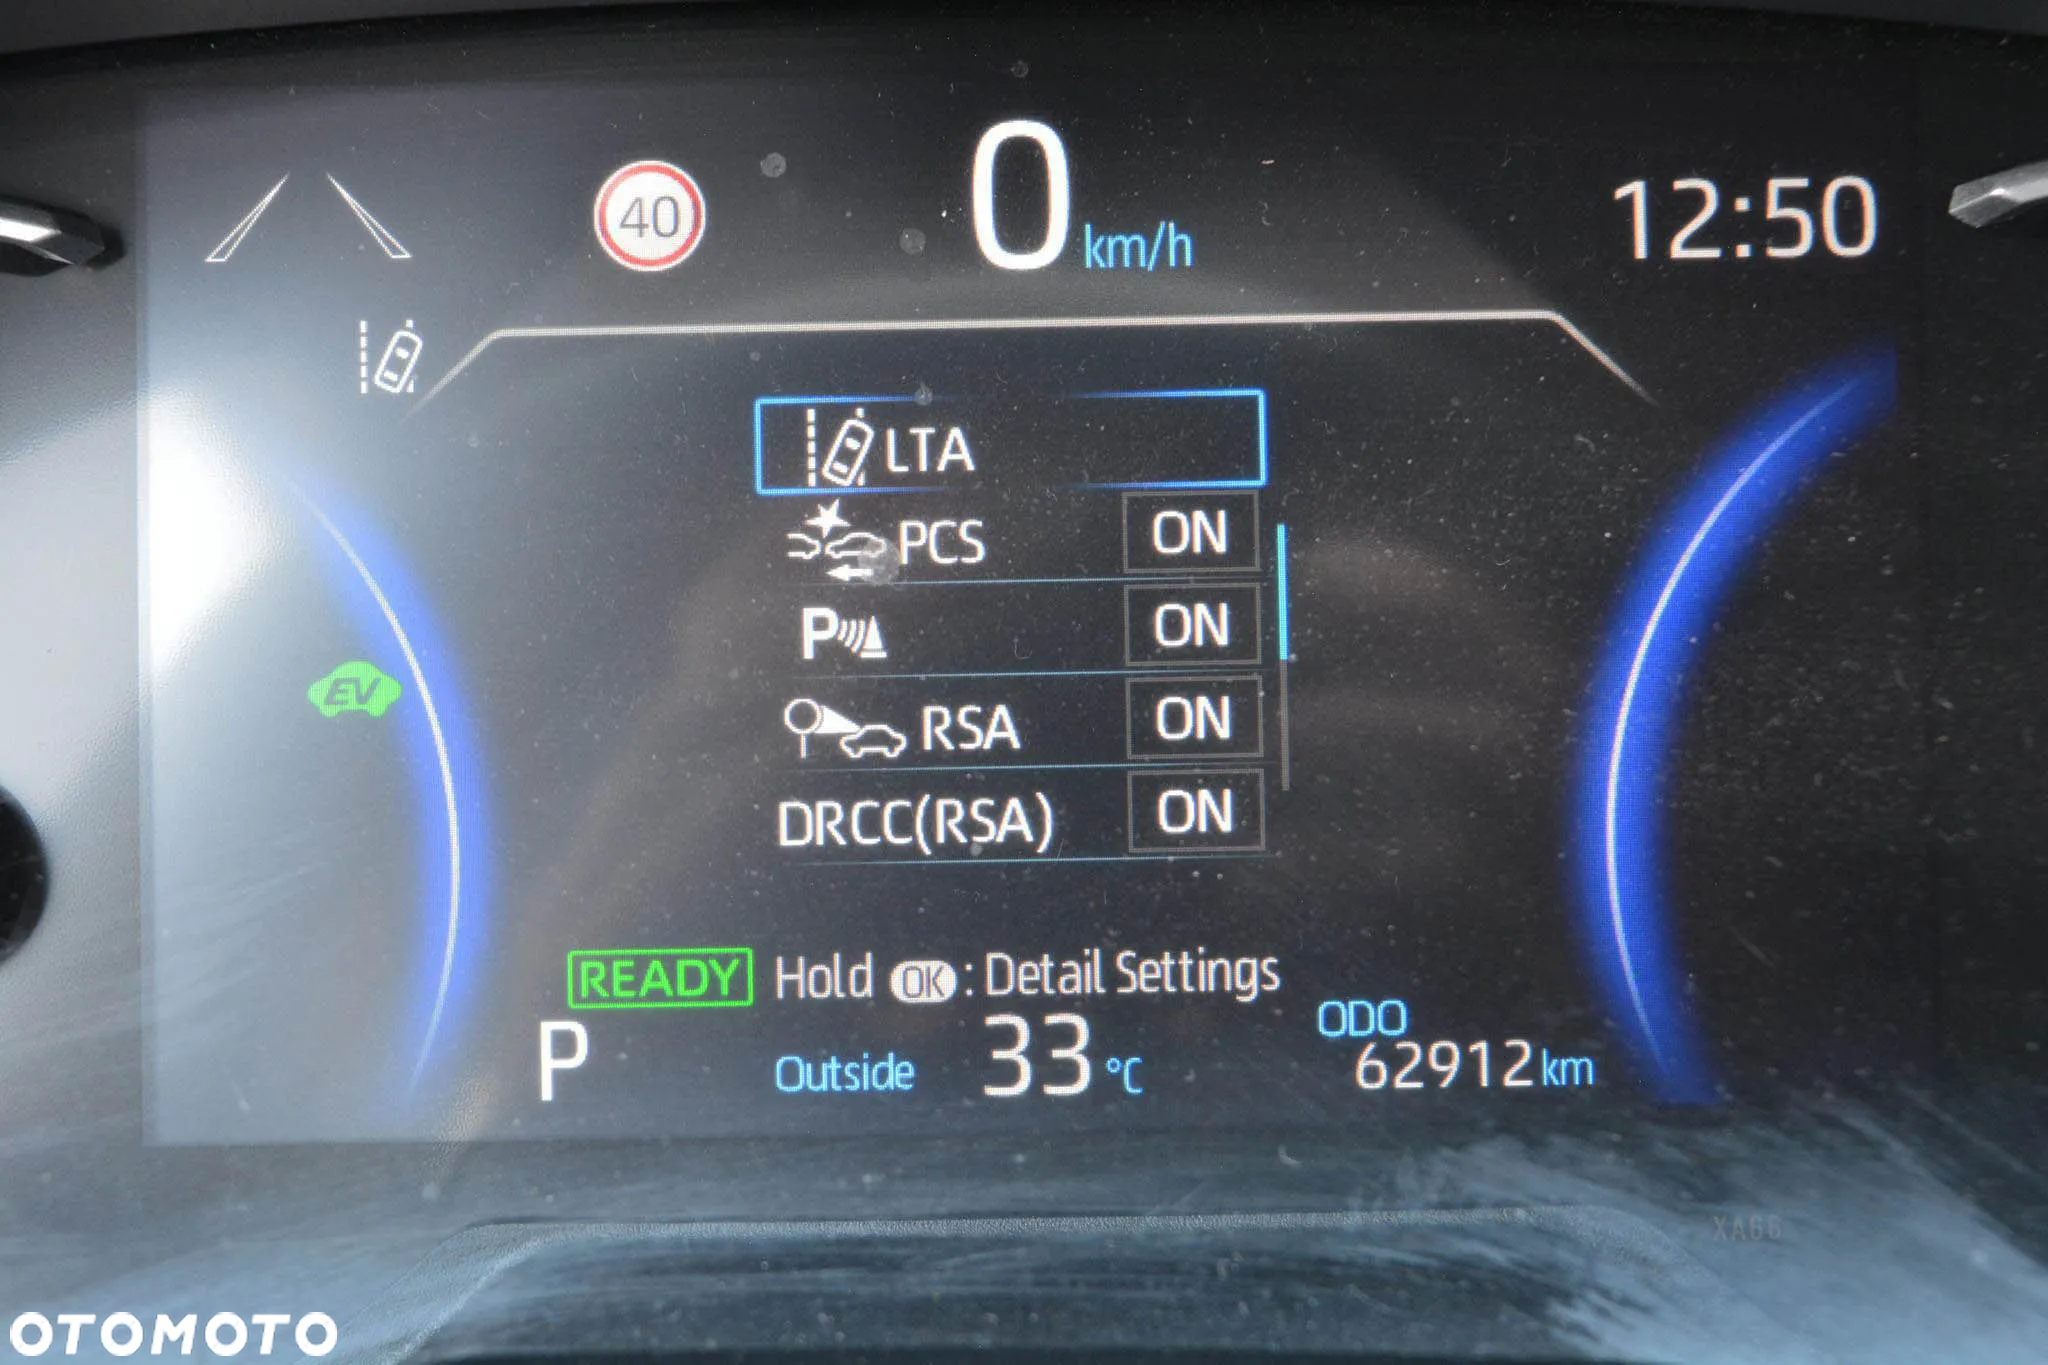 40
0 km/h
12:50
LTA
PCS ON
P ON
RSA ON
DRCC(RSA) ON
EV
READY Hold OK : Detail Settings
P
Outside 33 °C
ODO
62912 km
XA66
OTOMOTO